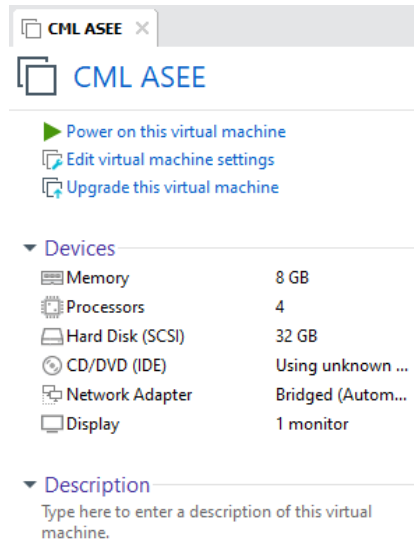 CML ASEE
CML ASEE
Power on this virtual machine
Edit virtual machine settings
Upgrade this virtual machine
Devices
Memory 8 GB
Processors 4
Hard Disk (SCSI) 32 GB
CD/DVD (IDE) Using unknown ...
Network Adapter Bridged (Autom...
Display 1 monitor
Description
Type here to enter a description of this virtual
machine.